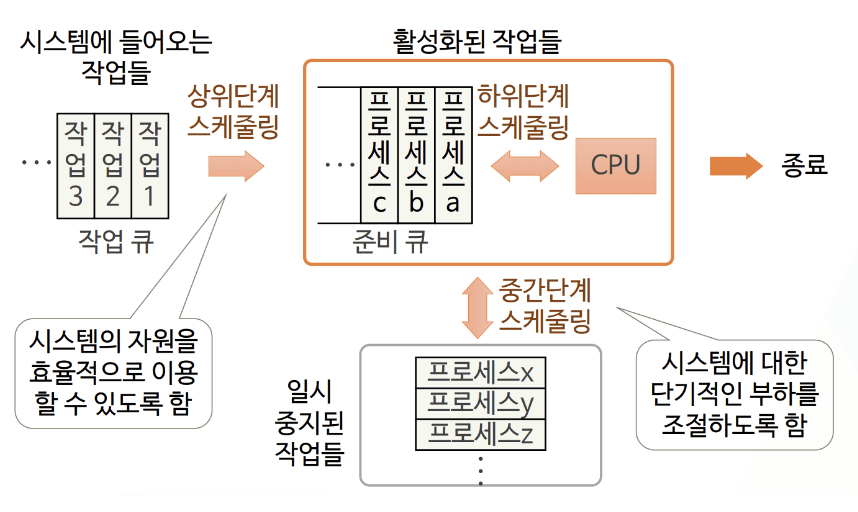 시스템에 들어오는
작업들
활성화된 작업들
상위단계
스케줄링
하위단계
스케줄링
···
작업3
작업2
작업1
···
프로세스c
프로세스b
프로세스a
CPU
종료
작업 큐
준비 큐
중간단계
스케줄링
시스템의 자원을
효율적으로 이용
할 수 있도록 함
일시
중지된
작업들
프로세스x
프로세스y
프로세스z
⋮
시스템에 대한
단기적인 부하를
조절하도록 함